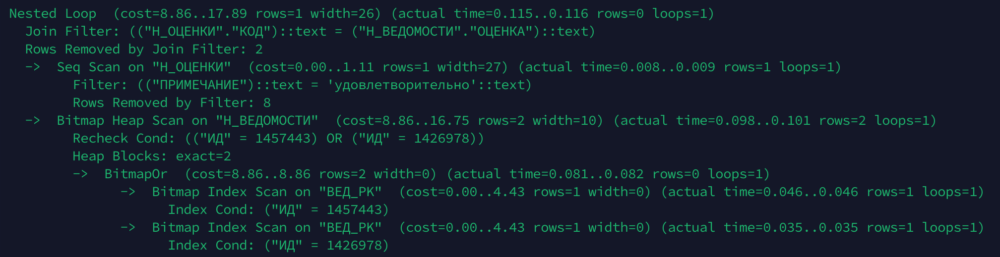 Nested Loop  (cost=8.86..17.89 rows=1 width=26) (actual time=0.115..0.116 rows=0 loops=1)
  Join Filter: (("Н_ОЦЕНКИ"."КОД")::text = ("Н_ВЕДОМОСТИ"."ОЦЕНКА")::text)
  Rows Removed by Join Filter: 2
  ->  Seq Scan on "Н_ОЦЕНКИ"  (cost=0.00..1.11 rows=1 width=27) (actual time=0.008..0.009 rows=1 loops=1)
        Filter: (("ПРИМЕЧАНИЕ")::text = 'удовлетворительно'::text)
        Rows Removed by Filter: 8
  ->  Bitmap Heap Scan on "Н_ВЕДОМОСТИ"  (cost=8.86..16.75 rows=2 width=10) (actual time=0.098..0.101 rows=2 loops=1)
        Recheck Cond: (("ИД" = 1457443) OR ("ИД" = 1426978))
        Heap Blocks: exact=2
        ->  BitmapOr  (cost=8.86..8.86 rows=2 width=0) (actual time=0.081..0.082 rows=0 loops=1)
              ->  Bitmap Index Scan on "ВЕД_PK"  (cost=0.00..4.43 rows=1 width=0) (actual time=0.046..0.046 rows=1 loops=1)
                    Index Cond: ("ИД" = 1457443)
              ->  Bitmap Index Scan on "ВЕД_PK"  (cost=0.00..4.43 rows=1 width=0) (actual time=0.035..0.035 rows=1 loops=1)
                    Index Cond: ("ИД" = 1426978)